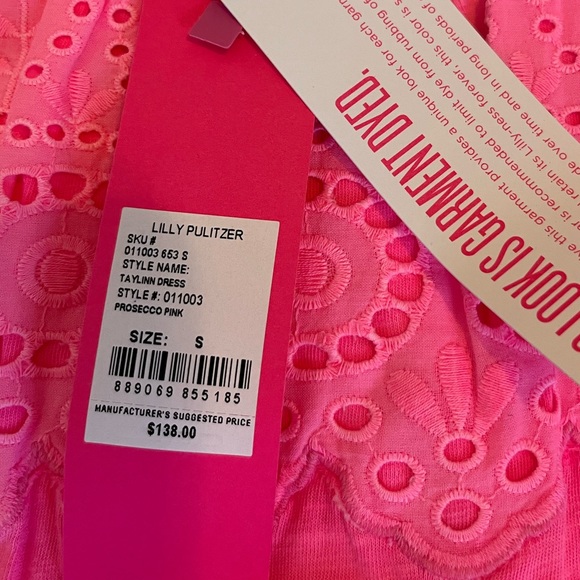 LILLY PULITZER
SKU #
011003 653 S
STYLE NAME:
TAYLINN DRESS
STYLE #: 011003
PROSECCO PINK
SIZE: S
889069 855185
MANUFACTURER'S SUGGESTED PRICE
$138.00
LOOK IS GARMENT DYED.
this garment provides a unique look for each
is recommended to limit dye from rubbing
retain its Lilly-ness forever, this color is
over time and in long periods of